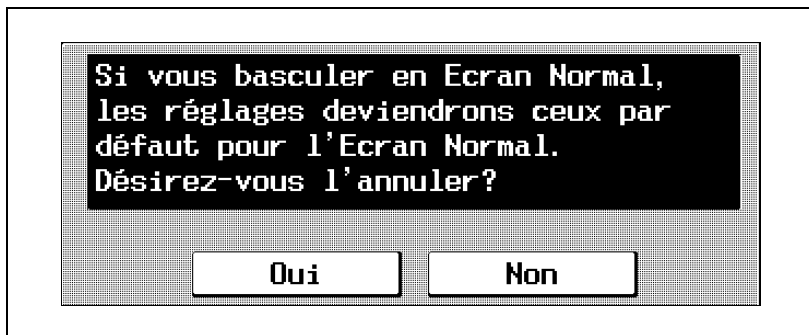 Si vous basculer en Ecran Normal,
les réglages deviendrons ceux par
défaut pour l'Ecran Normal.
Désirez-vous l'annuler?
Oui
Non